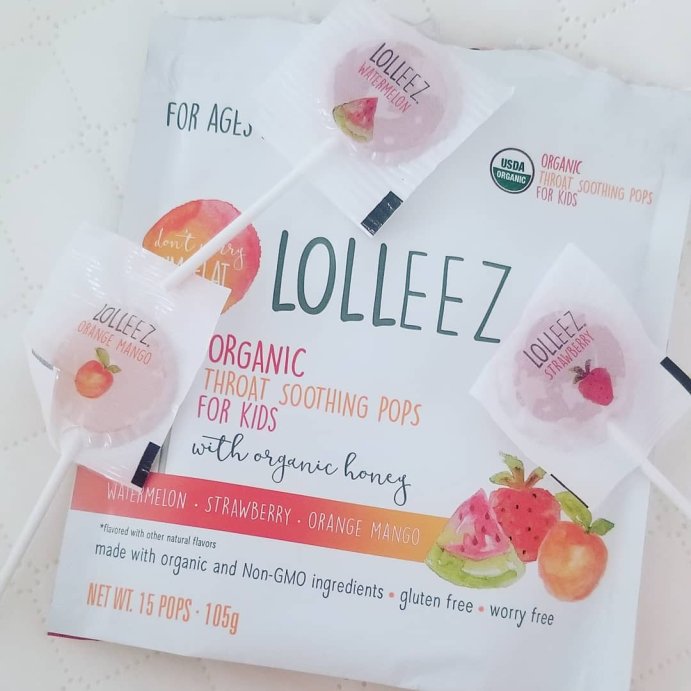 LOLLEEZ.
WATERMELON
FOR AGES
USDA
ORGANIC
ORGANIC
THROAT SOOTHING POPS
FOR KIDS
don't worry
LOLLEEZ
LOLLEEZ.
ORANGE MANGO
LOLLEEZ.
STRAWBERRY
ORGANIC
THROAT SOOTHING POPS
FOR KIDS
with organic honey
WATERMELON · STRAWBERRY · ORANGE MANGO
*flavored with other natural flavors
made with organic and Non-GMO ingredients • gluten free • worry free
NET WT. 15 POPS · 105g